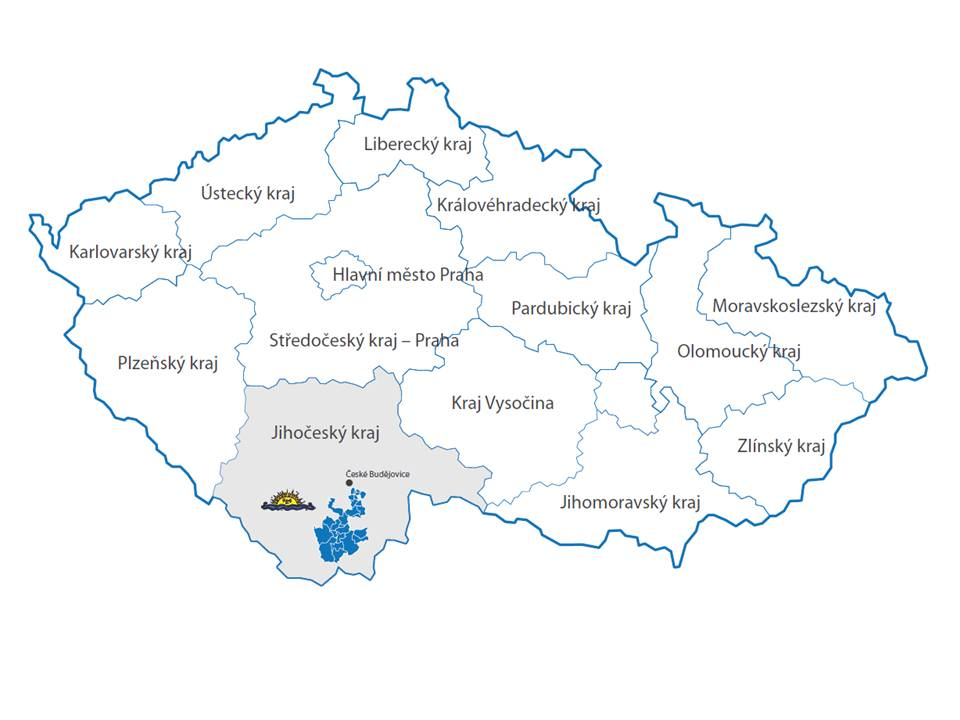 Liberecký kraj
Ústecký kraj
Královéhradecký kraj
Karlovarský kraj
Hlavní město Praha
Pardubický kraj
Moravskoslezský kraj
Středočeský kraj – Praha
Olomoucký kraj
Plzeňský kraj
Kraj Vysočina
Jihočeský kraj
Zlínský kraj
České Budějovice
Jihomoravský kraj